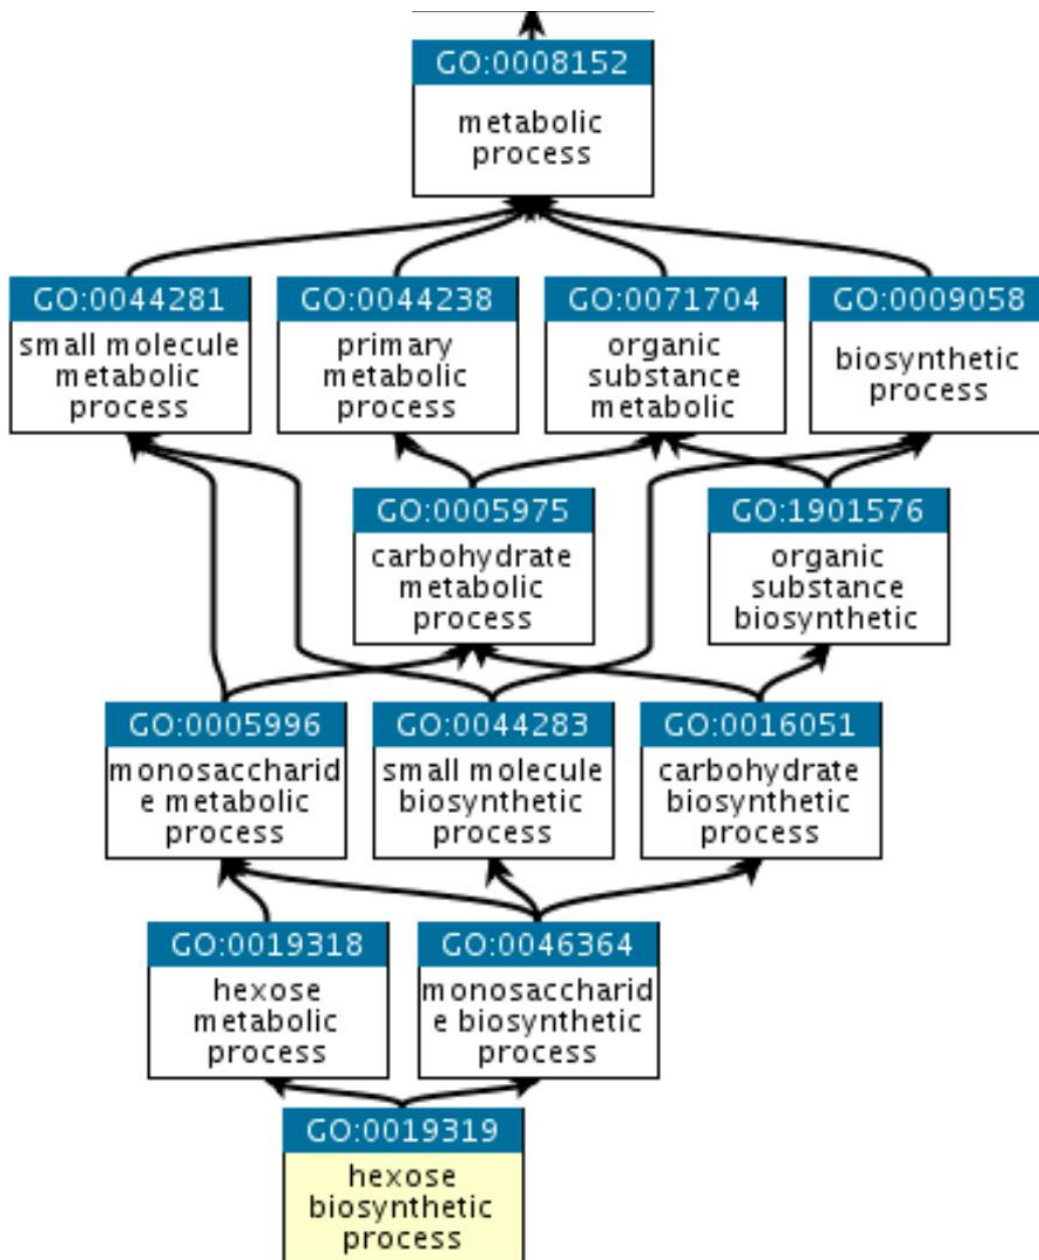 GO:0008152
metabolic
process
GO:0044281
small molecule
metabolic
process
GO:0044238
primary
metabolic
process
GO:0071704
organic
substance
metabolic
GO:0009058
biosynthetic
process
GO:0005975
carbohydrate
metabolic
process
GO:1901576
organic
substance
biosynthetic
GO:0005996
monosaccharid
e metabolic
process
GO:0044283
small molecule
biosynthetic
process
GO:0016051
carbohydrate
biosynthetic
process
GO:0019318
hexose
metabolic
process
GO:0046364
monosaccharid
e biosynthetic
process
GO:0019319
hexose
biosynthetic
process